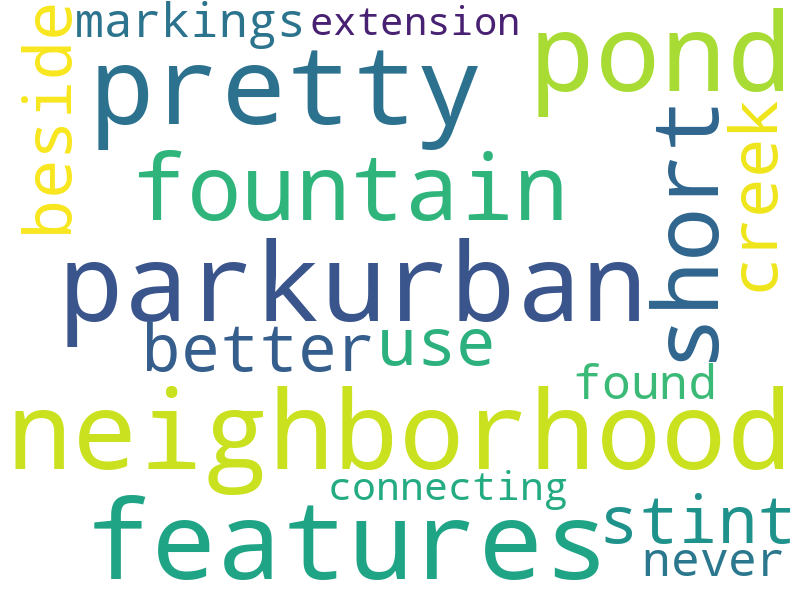 markings
extension
beside
pretty
pond
fountain
short
creek
parkurban
better
use
found
neighborhood
connecting
features
stint
never